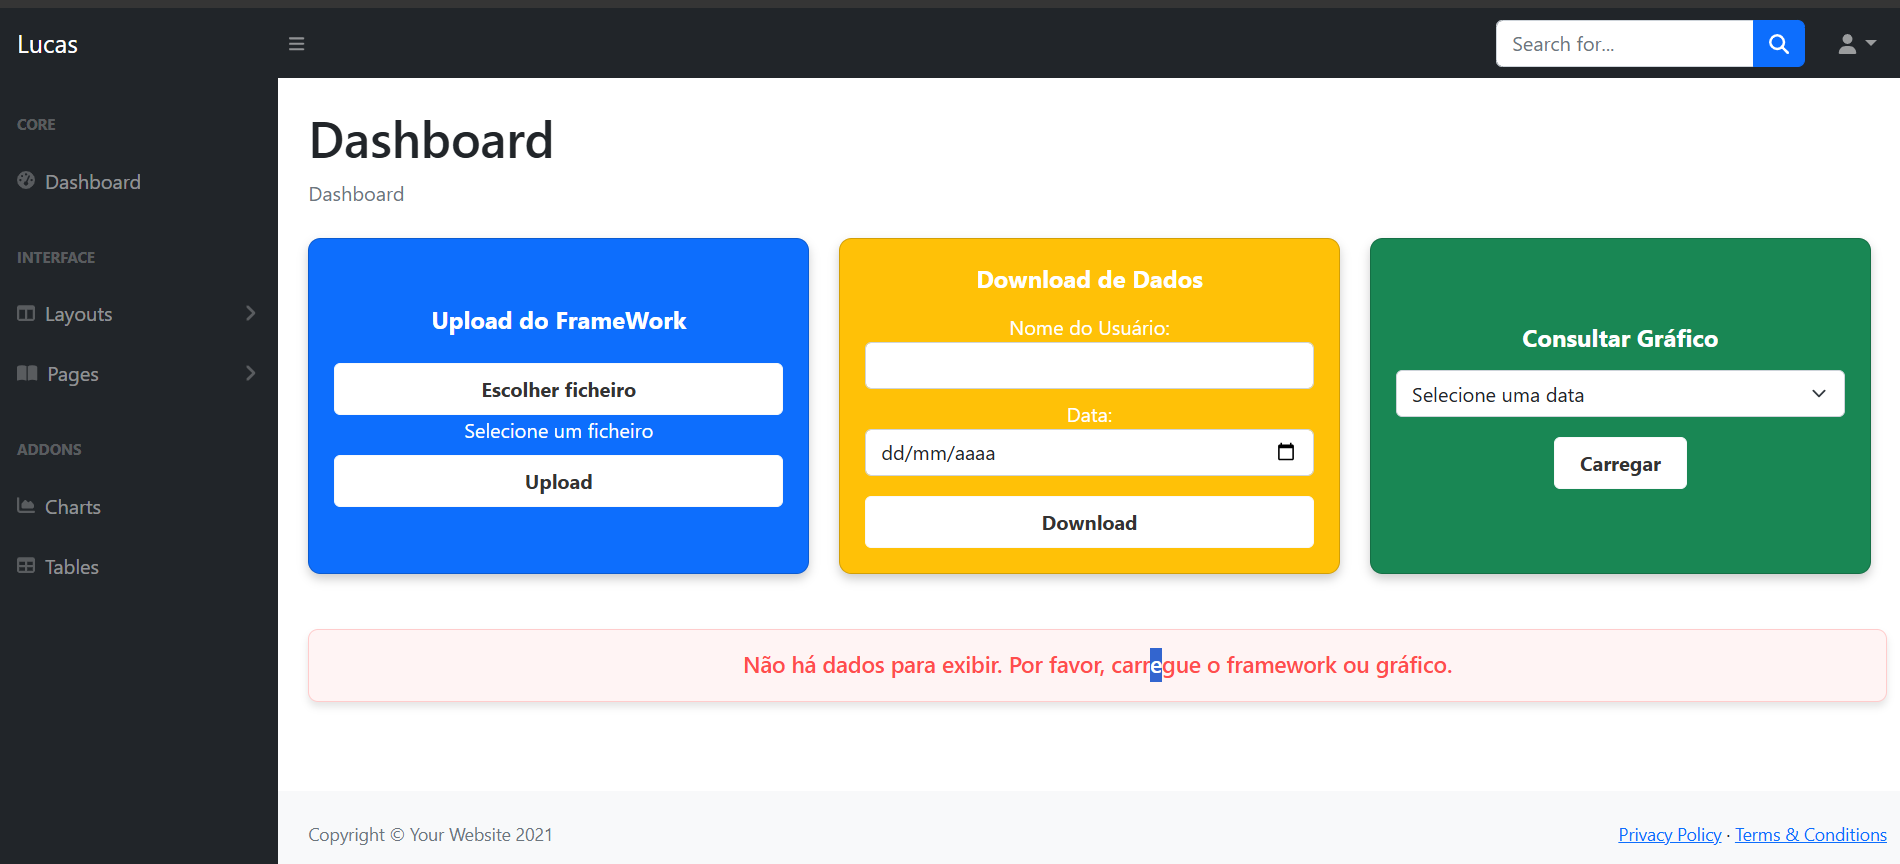 Lucas
Search for...
CORE
Dashboard
INTERFACE
Layouts
Pages
ADDONS
Charts
Tables
Dashboard
Dashboard
Upload do FrameWork
Escolher ficheiro
Selecione um ficheiro
Upload
Download de Dados
Nome do Usuário:
Data:
dd/mm/aaaa
Download
Consultar Gráfico
Selecione uma data
Carregar
Não há dados para exibir. Por favor, carregue o framework ou gráfico.
Copyright © Your Website 2021
Privacy Policy · Terms & Conditions